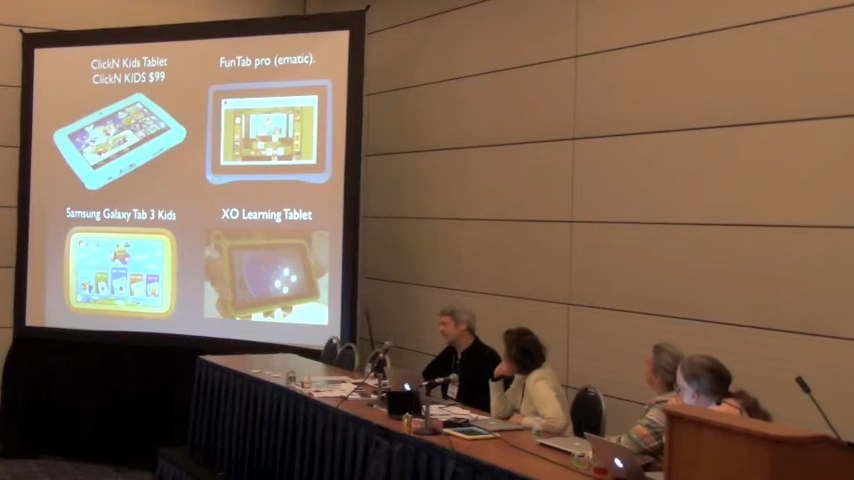 ClickN Kids Tablet
ClickN KIDS $99
FunTab pro (ematic).
Samsung Galaxy Tab 3 Kids
XO Learning Tablet